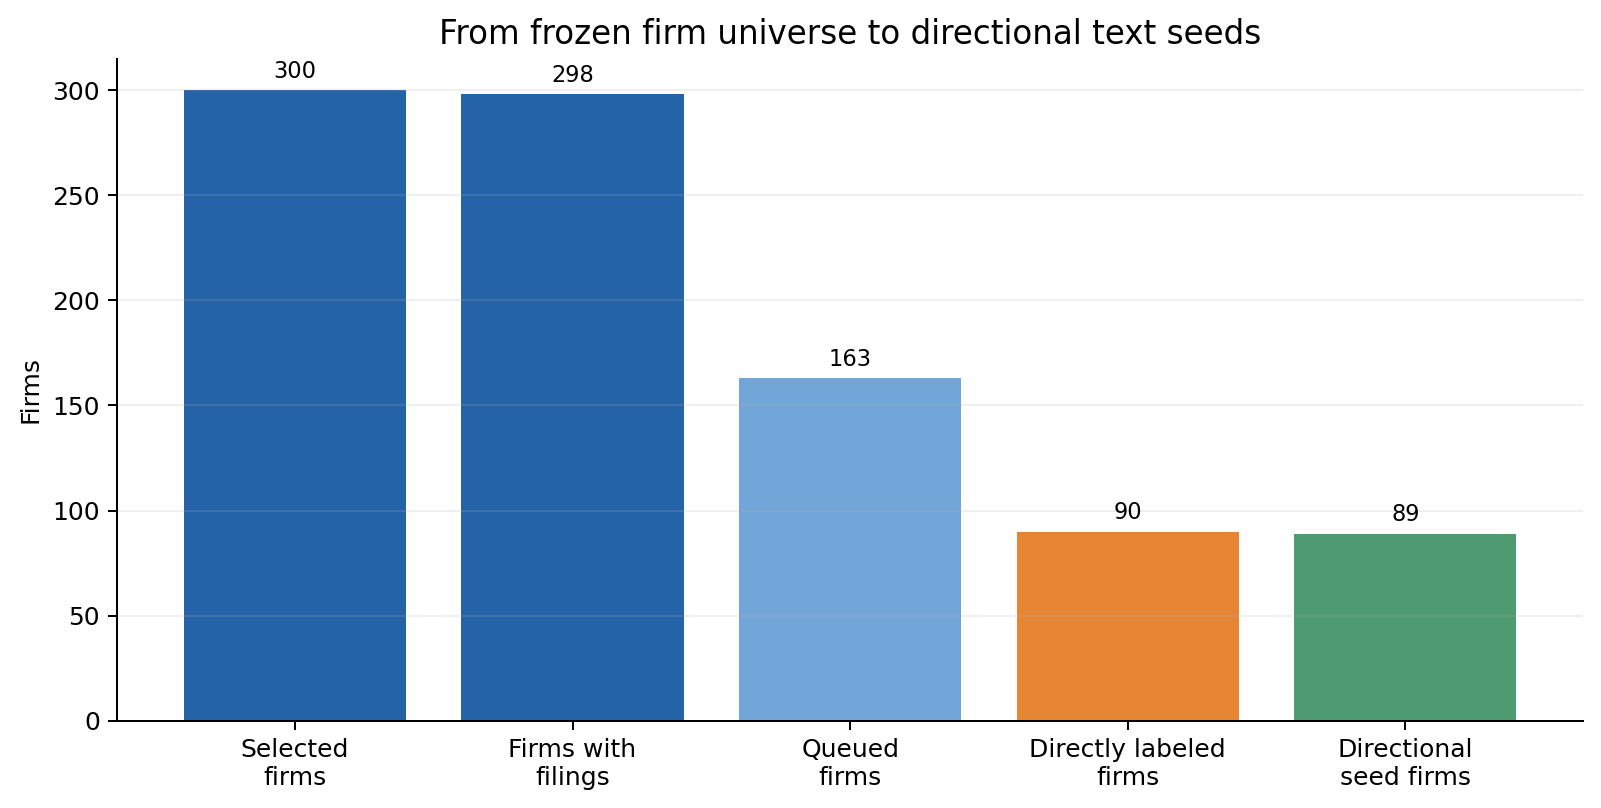 From frozen firm universe to directional text seeds
Firms
300
250
200
150
100
50
0
300
298
163
90
89
Selected
firms
Firms with
filings
Queued
firms
Directly labeled
firms
Directional
seed firms